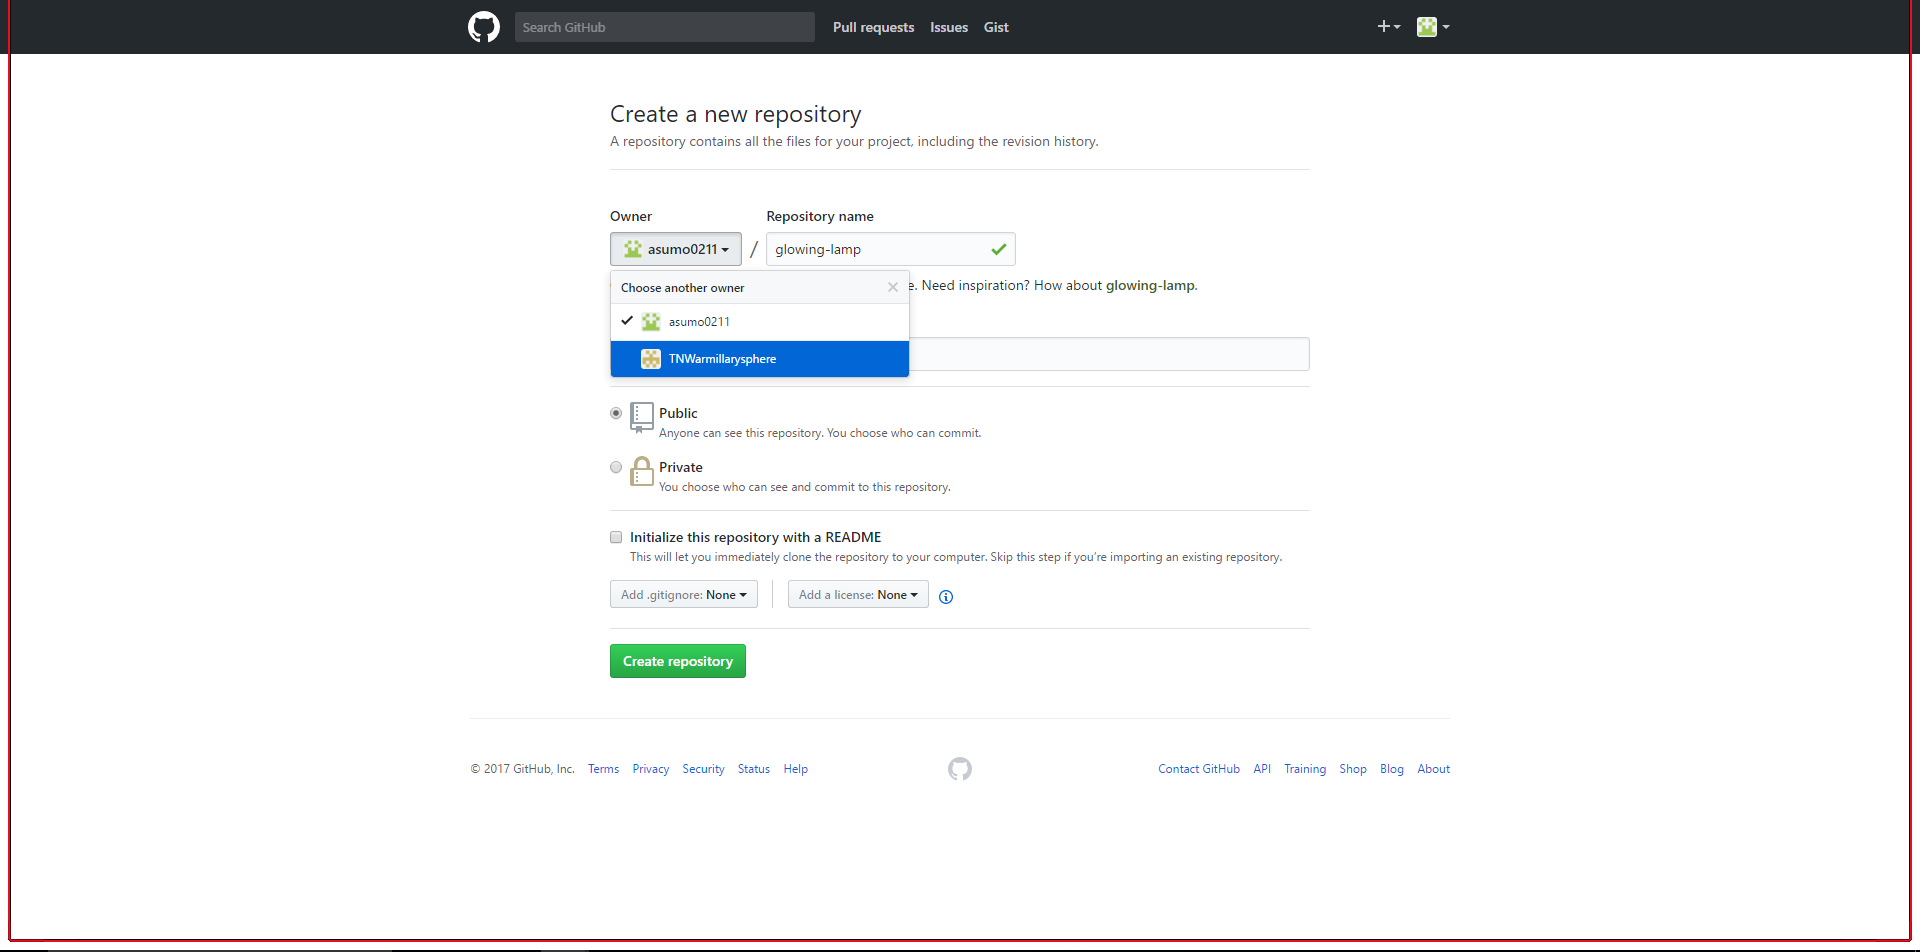 Search GitHub Pull requests Issues Gist
Create a new repository
A repository contains all the files for your project, including the revision history.
Owner Repository name
asumo0211 / glowing-lamp
Choose another owner
e. Need inspiration? How about glowing-lamp.
asumo0211
TNWarmillarysphere
Public
Anyone can see this repository. You choose who can commit.
Private
You choose who can see and commit to this repository.
Initialize this repository with a README
This will let you immediately clone the repository to your computer. Skip this step if you’re importing an existing repository.
Add .gitignore: None Add a license: None
Create repository
© 2017 GitHub, Inc. Terms Privacy Security Status Help Contact GitHub API Training Shop Blog About